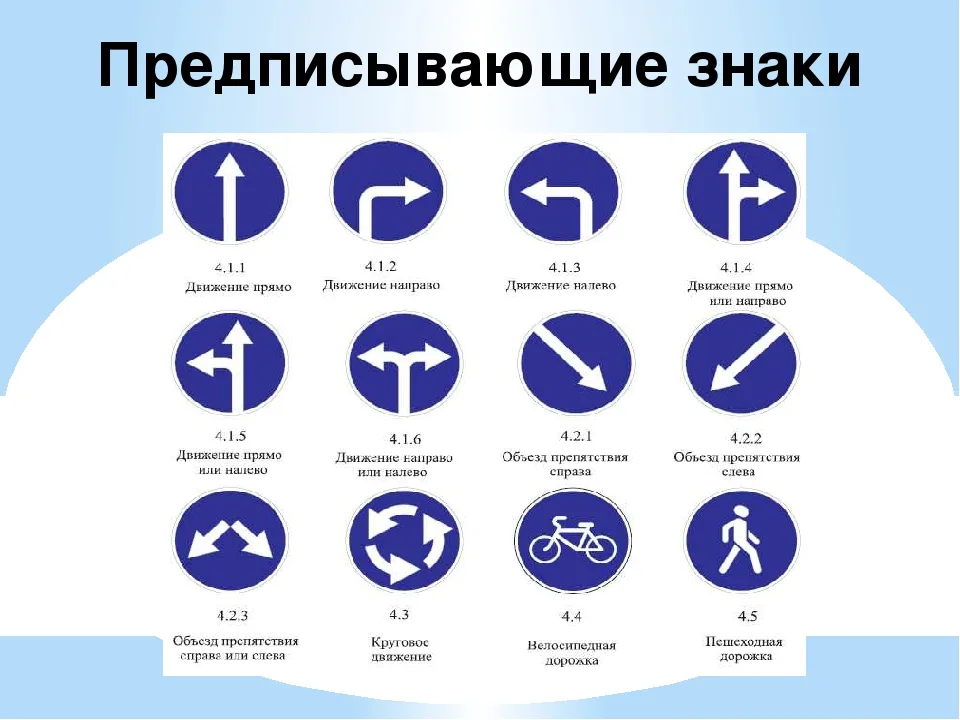 Предписывающие знаки
4.1.1
Движение прямо
4.1.2
Движение направо
4.1.3
Движение налево
4.1.4
Движение прямо
или направо
4.1.5
Движение прямо
или налево
4.1.6
Движение направо
или налево
4.2.1
Объезд препятствия
справа
4.2.2
Объезд препятствия
слева
4.2.3
Объезд препятствия
справа или слева
4.3
Круговое
движение
4.4
Велосипедная
дорожка
4.5
Пешеходная
дорожка